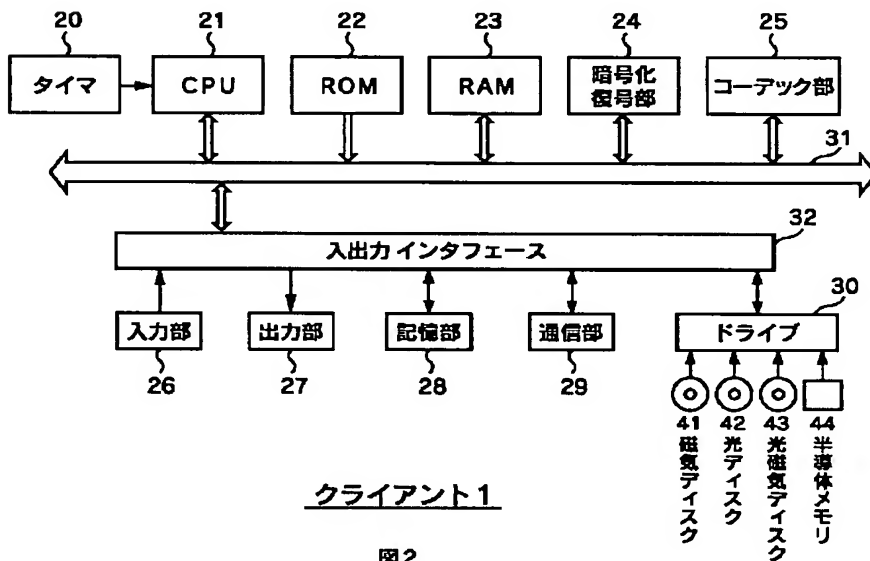 20 21 22 23 24 25
タイマ CPU ROM RAM 暗号化 コーデック部
復号部
31
32
入出力インタフェース
30
入力部 出力部 記憶部 通信部 ドライブ
26 27 28 29
41 42 43 44
磁気ディスク
光ディスク
光磁気ディスク
半導体メモリ
クライアント1
図2